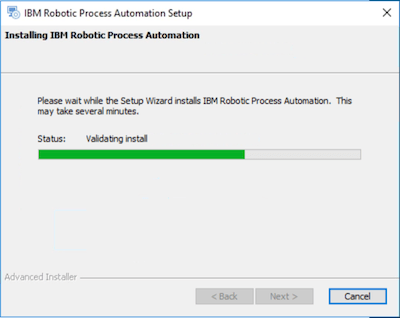 IBM Robotic Process Automation Setup
Installing IBM Robotic Process Automation
Please wait while the Setup Wizard installs IBM Robotic Process Automation. This
may take several minutes.
Status: Validating install
Advanced Installer
< Back Next > Cancel